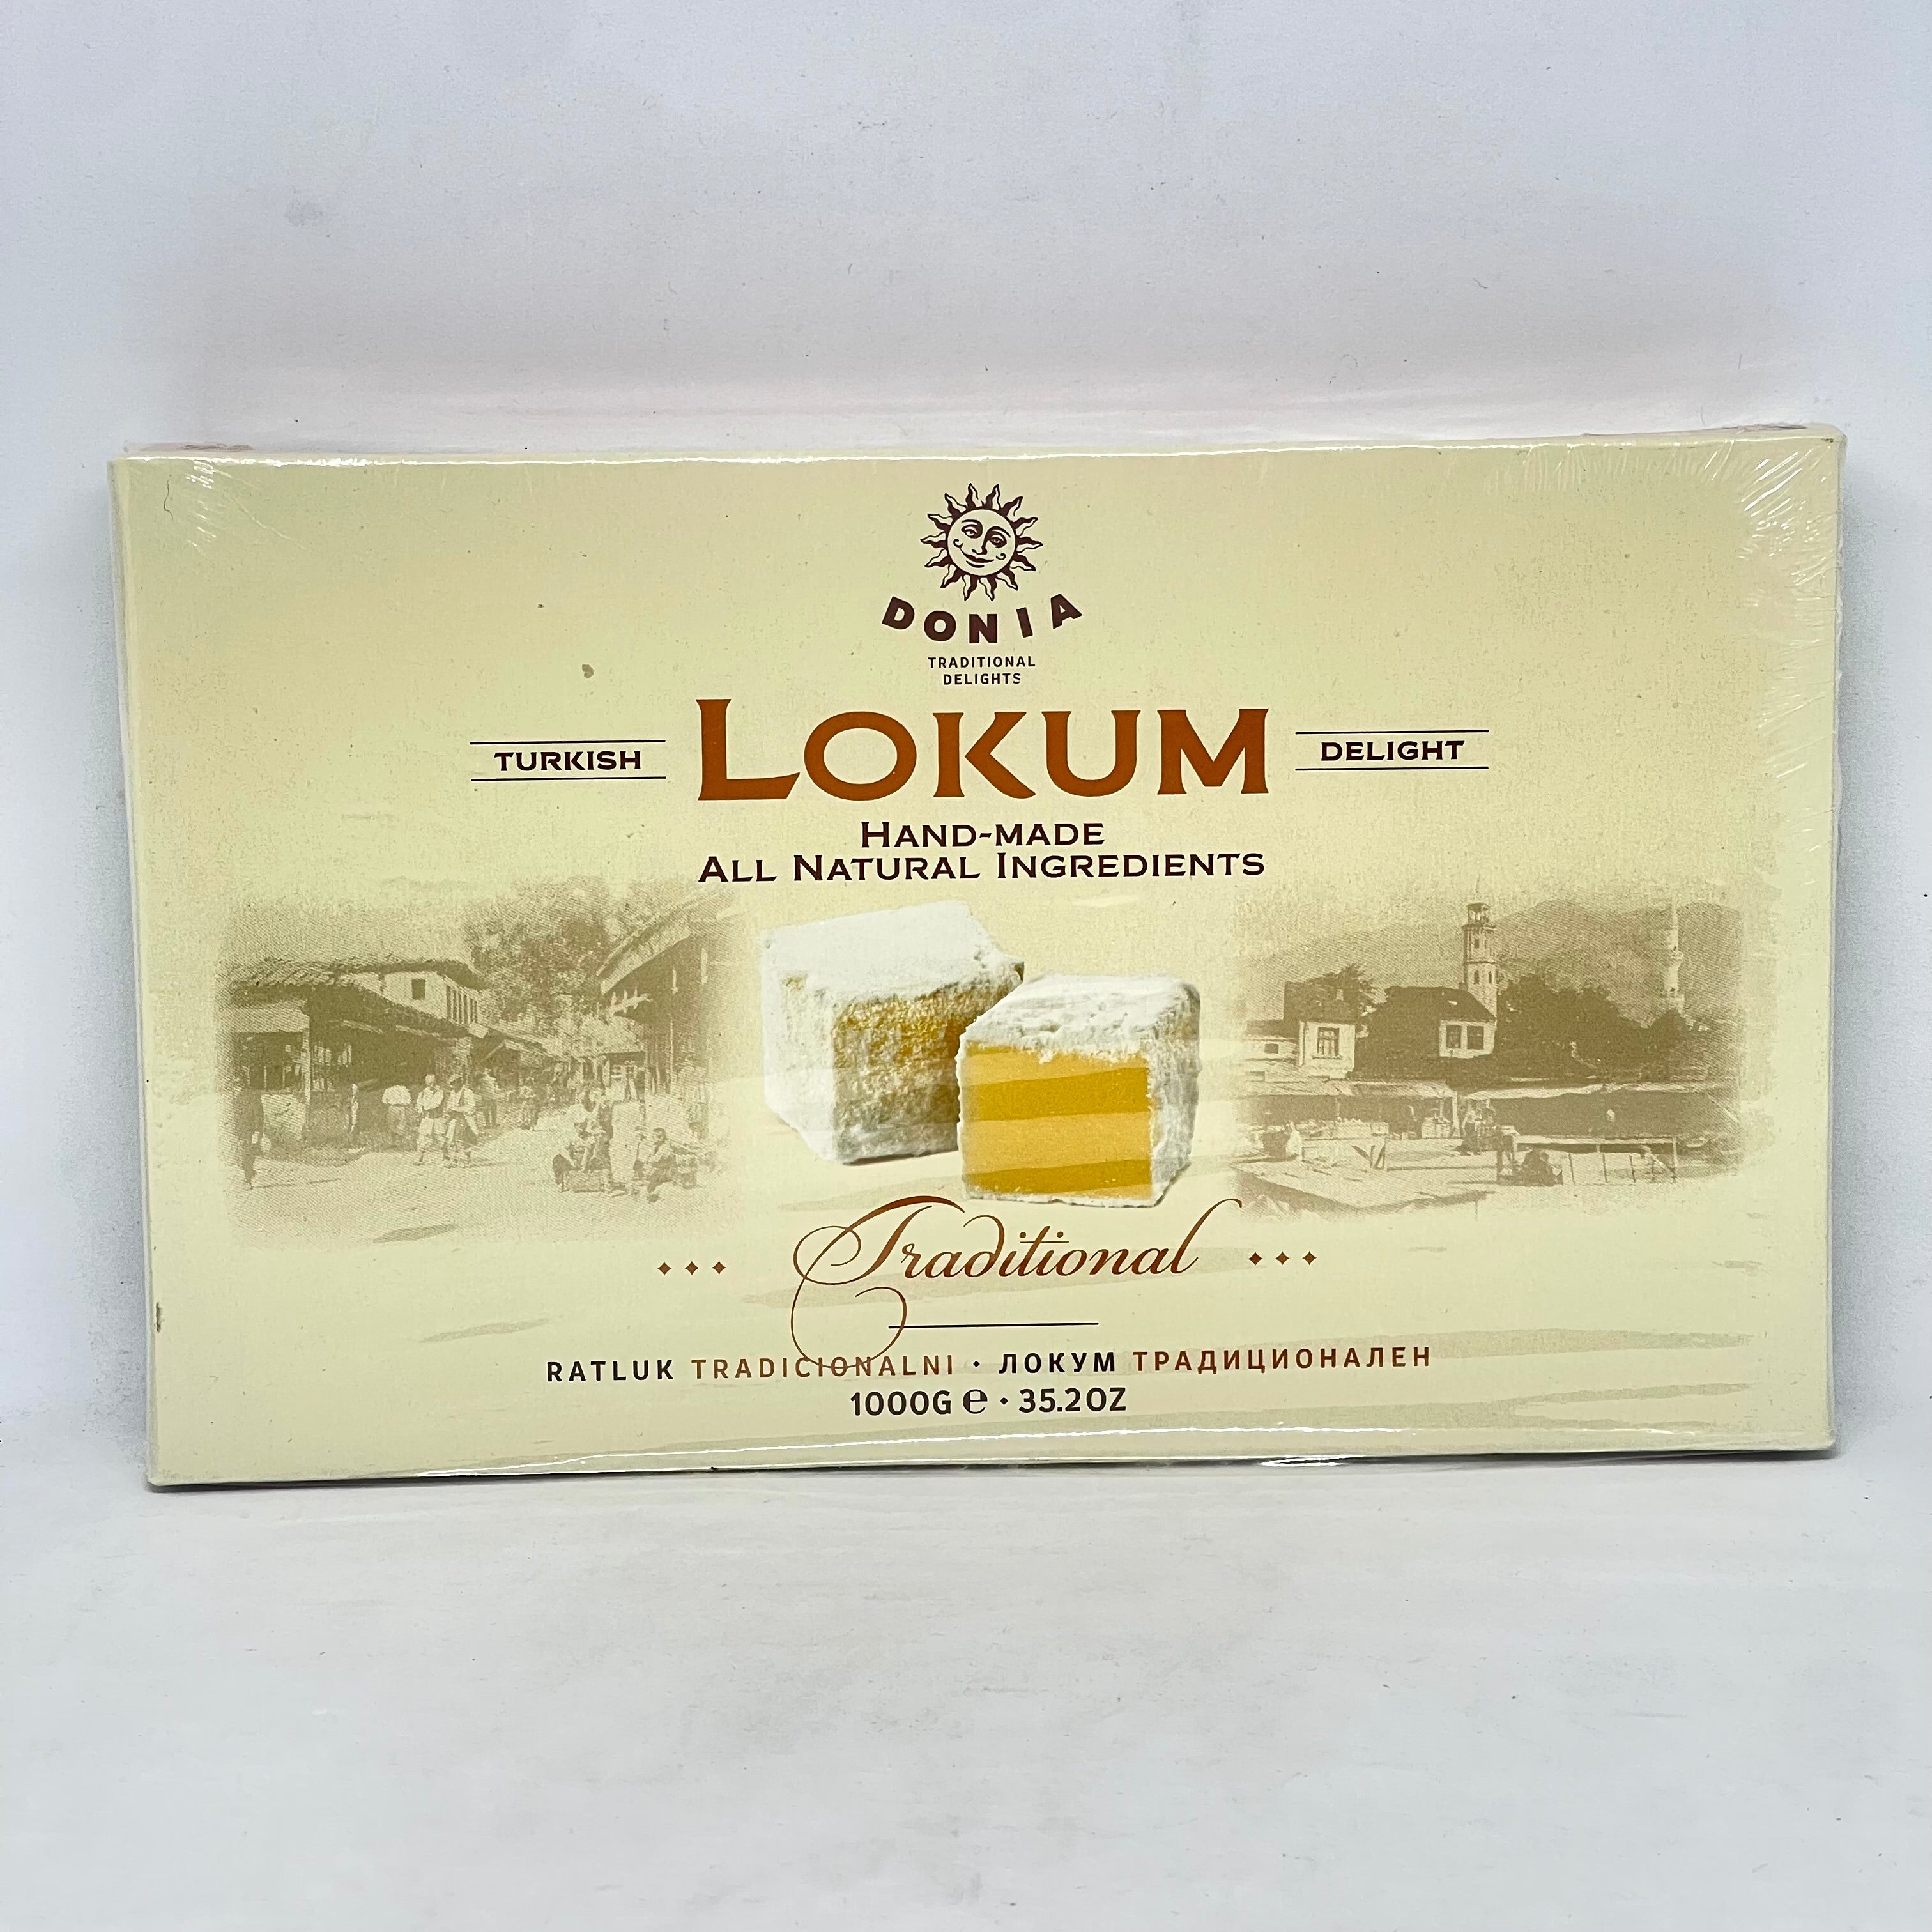 DONIA
TRADITIONAL
DELIGHTS
TURKISH LOKUM DELIGHT
HAND-MADE
ALL NATURAL INGREDIENTS
Traditional
RATLUK TRADICIONALNI • ЛОКУМ ТРАДИЦИОНАЛЕН
1000G e • 35.2OZ